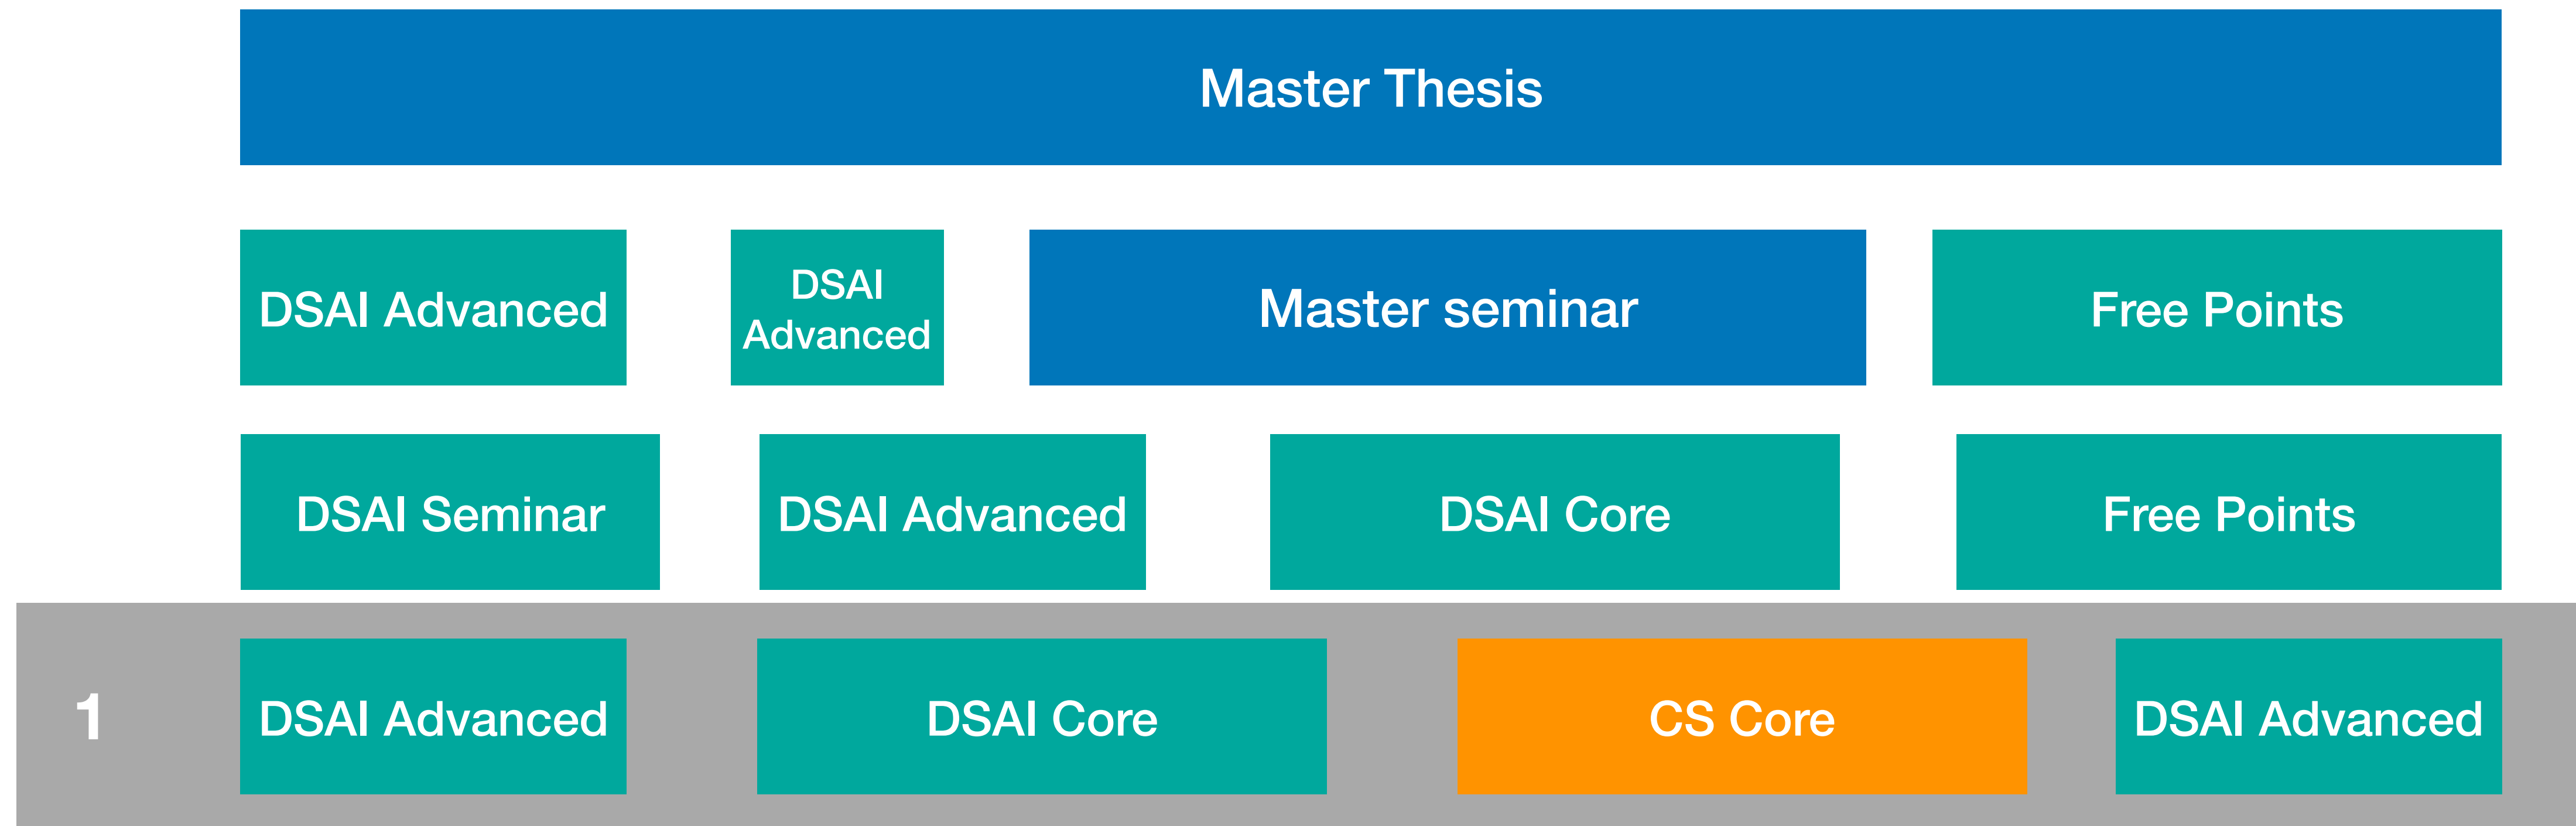 Master Thesis
DSAI Advanced
DSAI
Advanced
Master seminar
Free Points
DSAI Seminar
DSAI Advanced
DSAI Core
Free Points
1
DSAI Advanced
DSAI Core
CS Core
DSAI Advanced